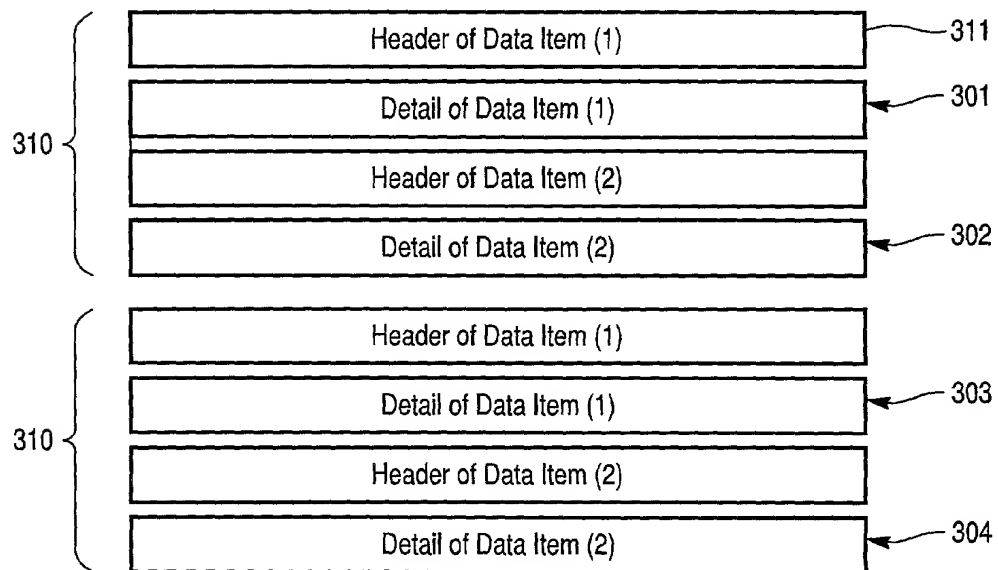 Header of Data Item (1) 311
Detail of Data Item (1) 301
310
Header of Data Item (2)
Detail of Data Item (2) 302
Header of Data Item (1)
Detail of Data Item (1) 303
310
Header of Data Item (2)
Detail of Data Item (2) 304